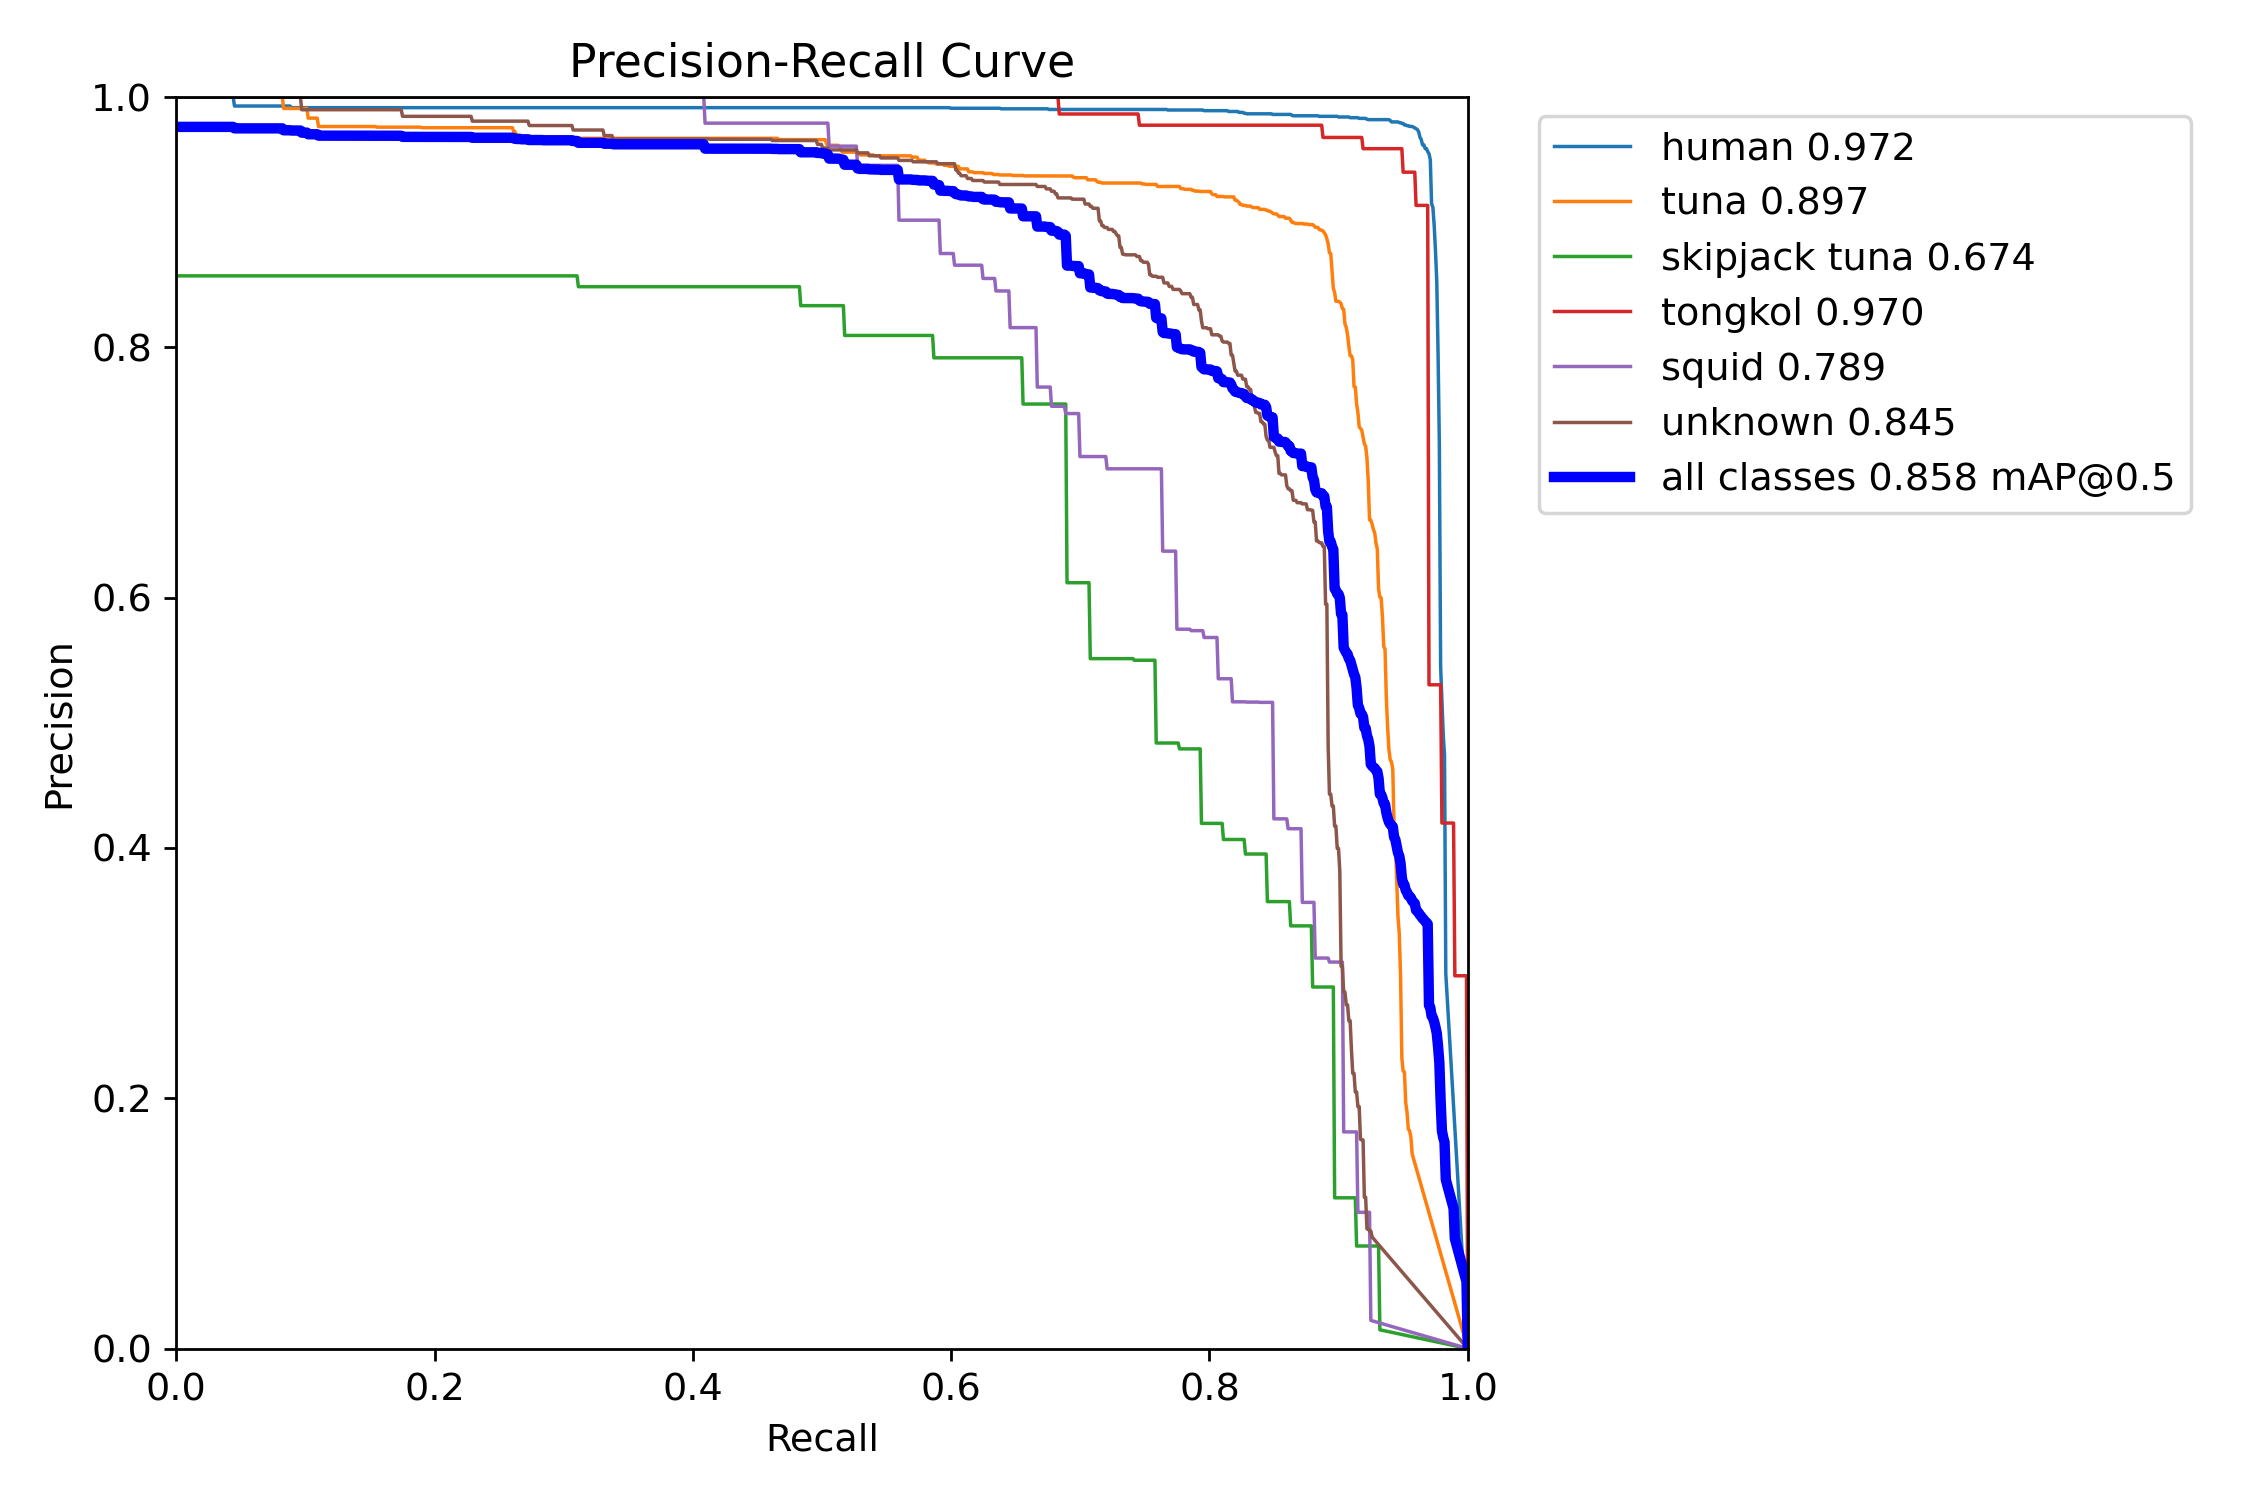 Precision-Recall Curve
1.0
0.8
0.6
0.4
0.2
0.0
Precision
0.0 0.2 0.4 0.6 0.8 1.0
Recall
human 0.972
tuna 0.897
skipjack tuna 0.674
tongkol 0.970
squid 0.789
unknown 0.845
all classes 0.858 mAP@0.5